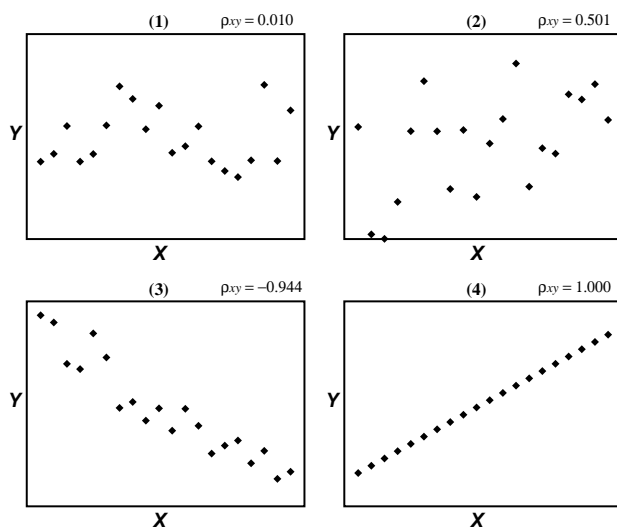 (1) ρxy = 0.010
(2) ρxy = 0.501
Y
Y
X
X
(3) ρxy = −0.944
(4) ρxy = 1.000
Y
Y
X
X